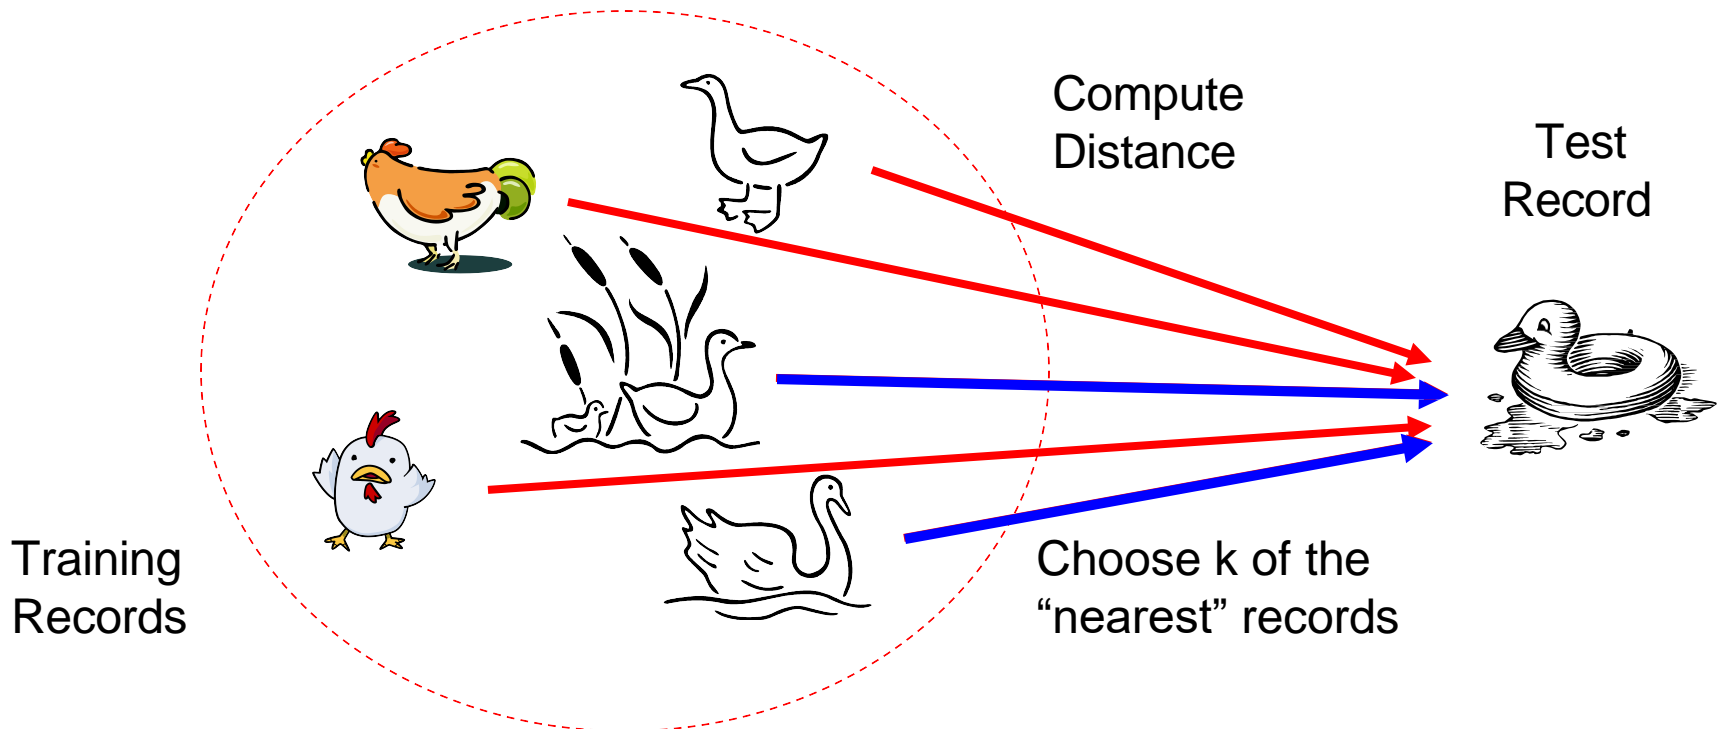 Compute
Distance
Test
Record
Training
Records
Choose k of the
“nearest” records